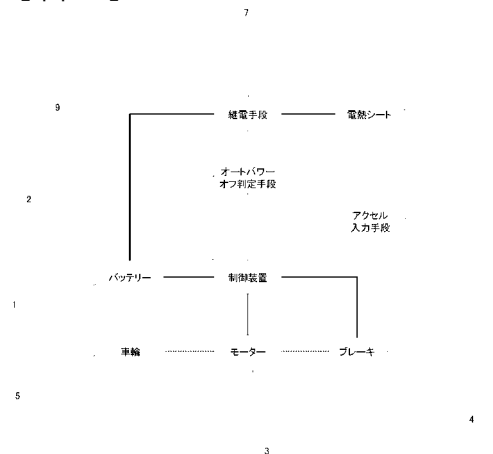 7
9
継電手段
電熱シート
オートパワー
オフ判定手段
2
アクセル
入力手段
バッテリー
制御装置
1
車輪
モーター
ブレーキ
5
4
3